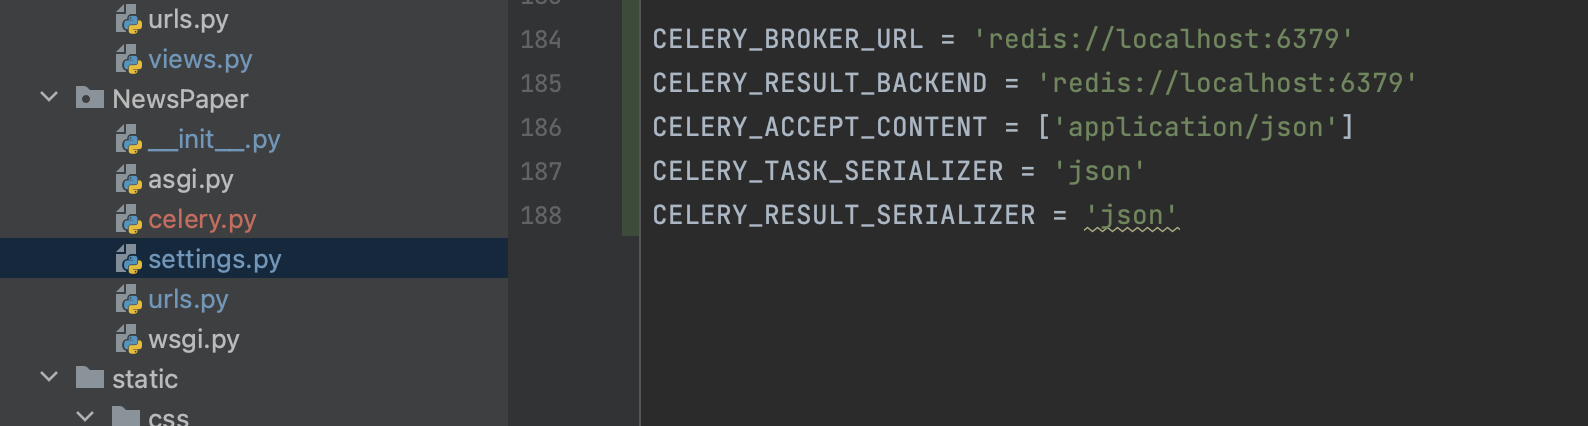 urls.py
views.py
NewsPaper
__init__.py
asgi.py
celery.py
settings.py
urls.py
wsgi.py
static
css
184 CELERY_BROKER_URL = 'redis://localhost:6379'
185 CELERY_RESULT_BACKEND = 'redis://localhost:6379'
186 CELERY_ACCEPT_CONTENT = ['application/json']
187 CELERY_TASK_SERIALIZER = 'json'
188 CELERY_RESULT_SERIALIZER = 'json'